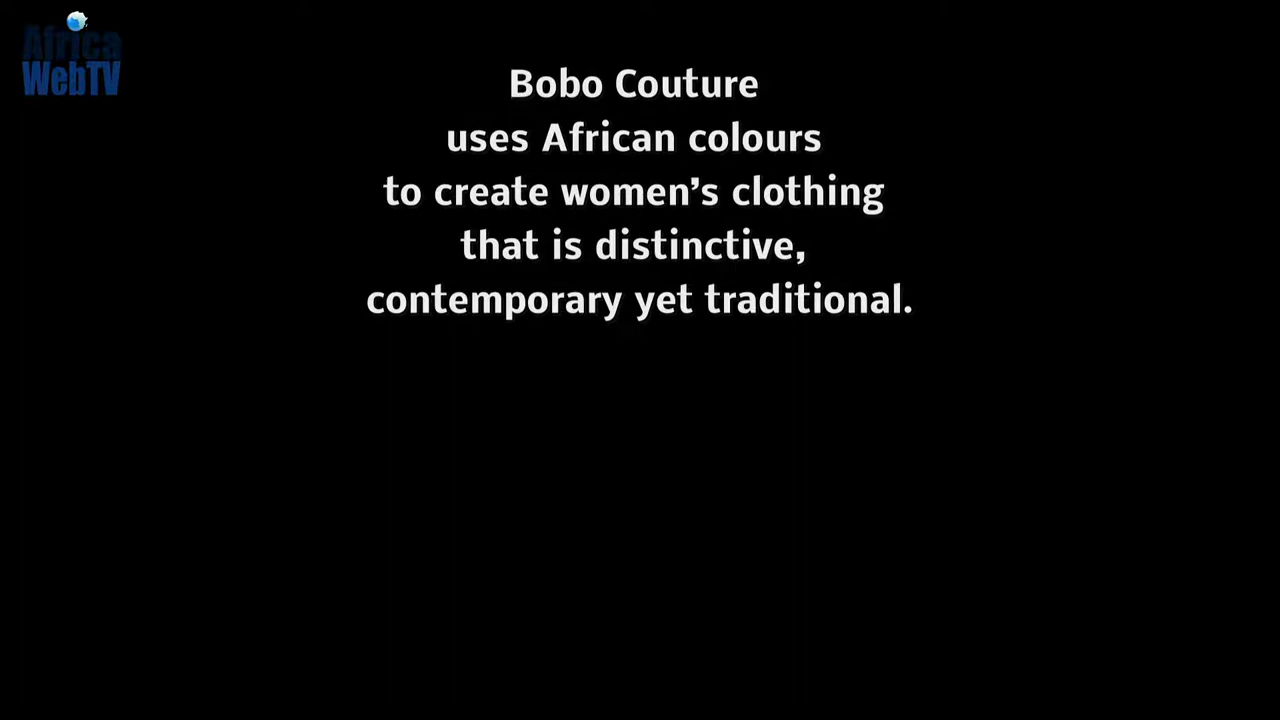 Africa
WebTV
Bobo Couture
uses African colours
to create women’s clothing
that is distinctive,
contemporary yet traditional.